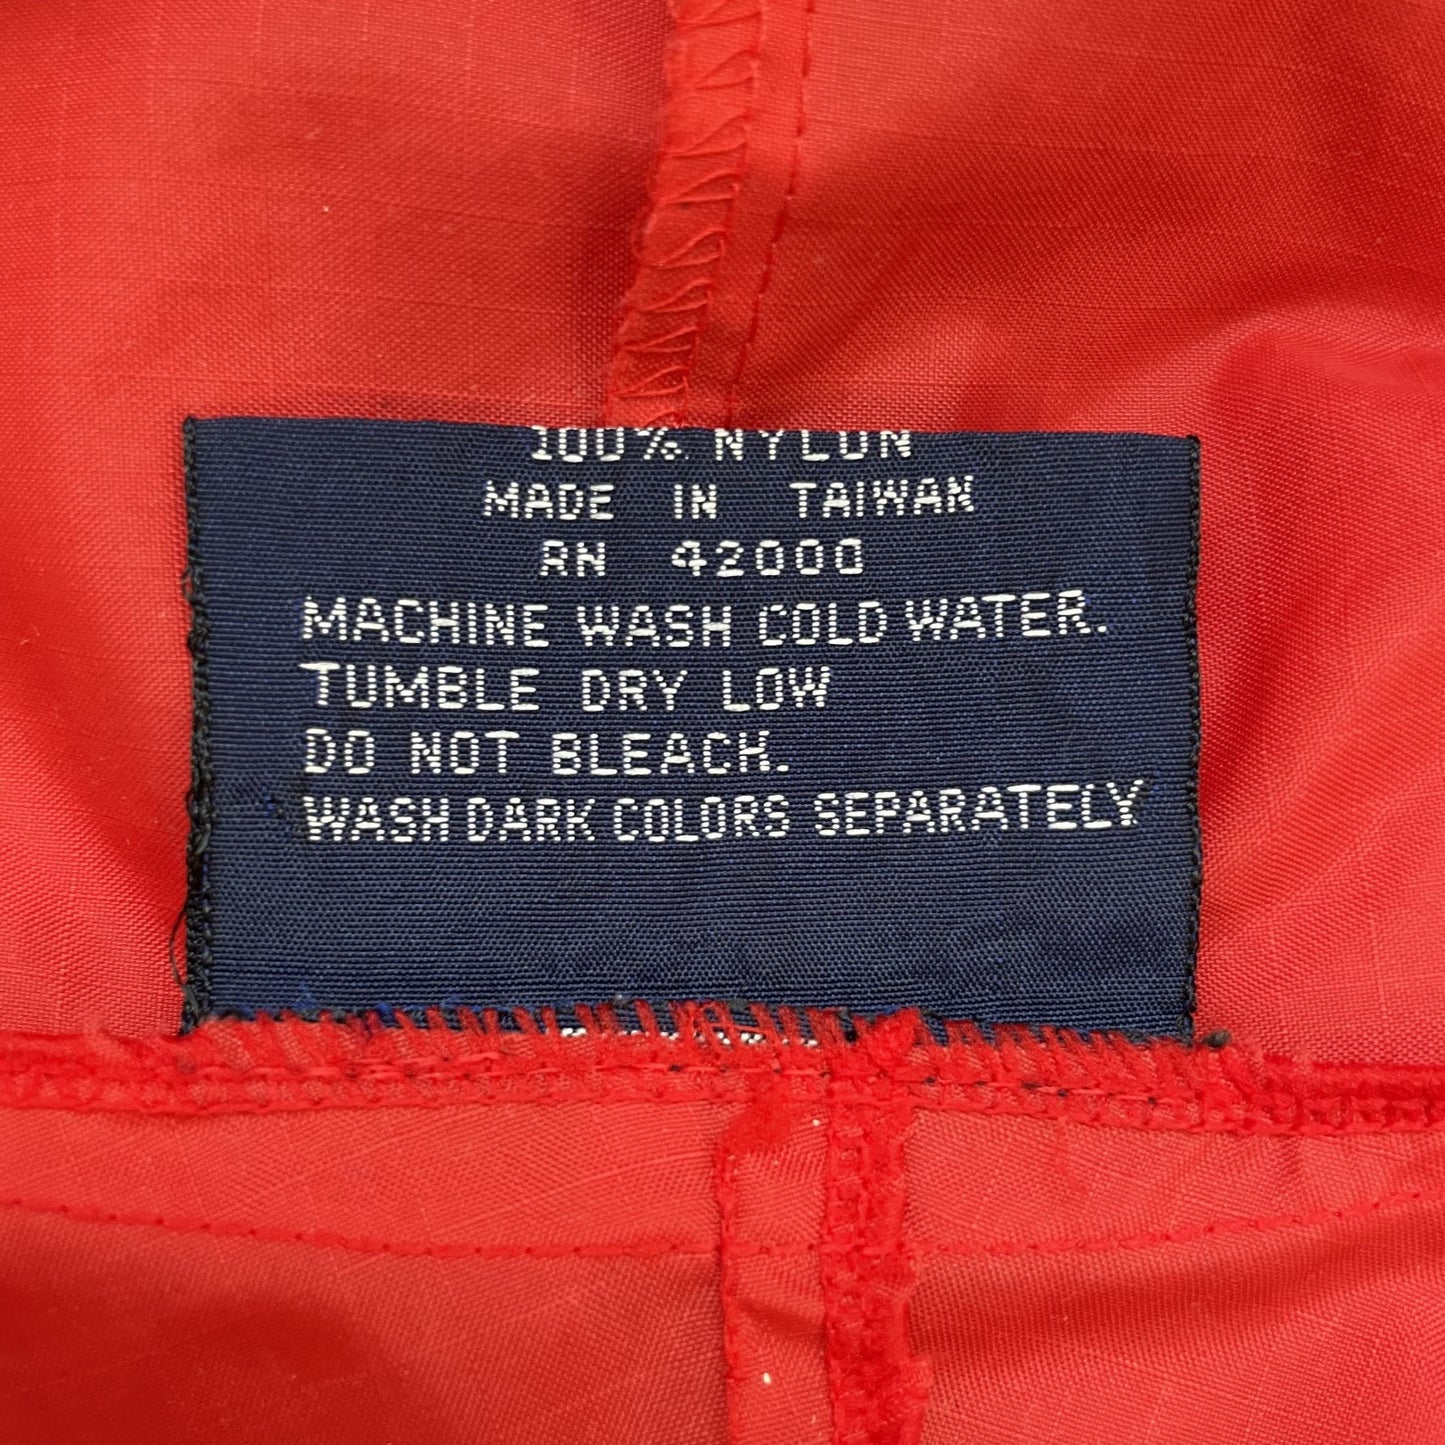 100% NYLON
MADE IN TAIWAN
RN 42000
MACHINE WASH COLD WATER.
TUMBLE DRY LOW
DO NOT BLEACH.
WASH DARK COLORS SEPARATELY